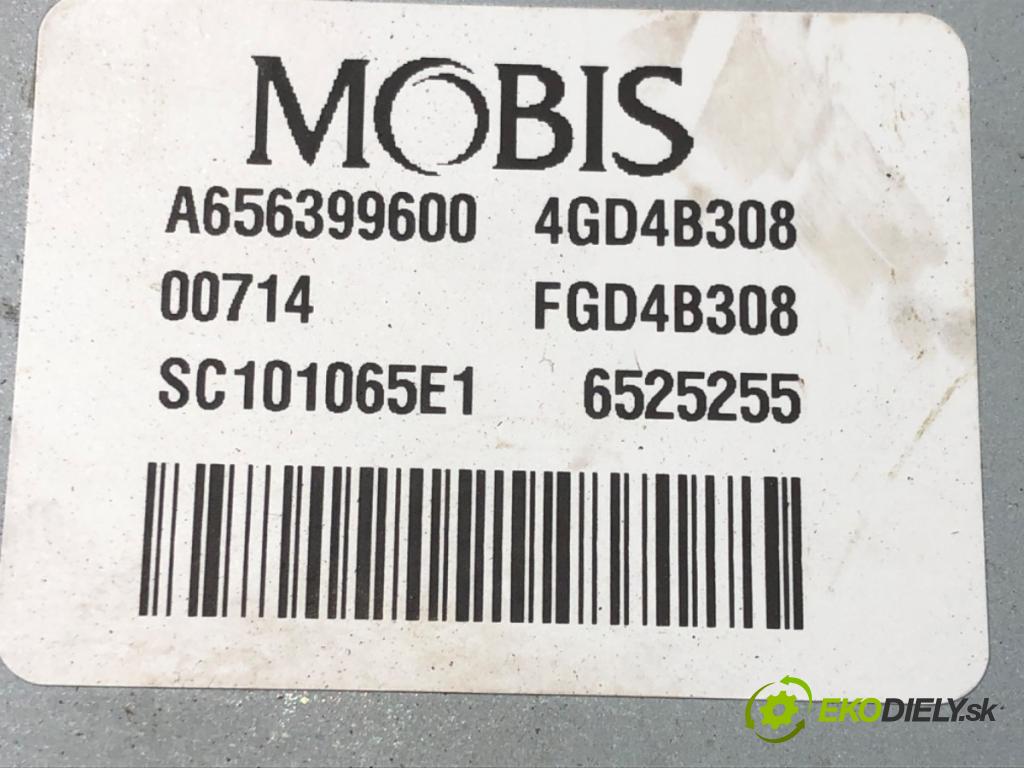 MOBIS
A656399600 4GD4B308
00714 FGD4B308
SC101065E1 6525255
EKODIELY.sk